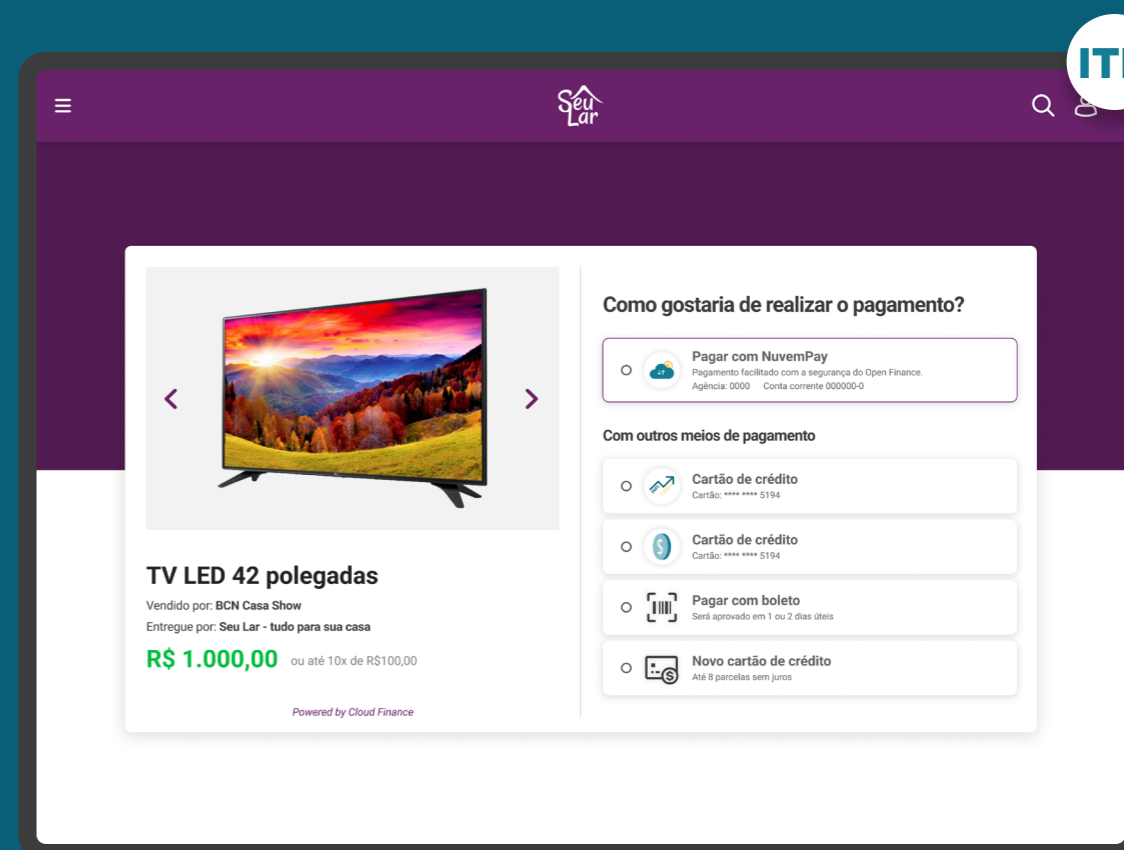 Seu
Lar
Como gostaria de realizar o pagamento?
Pagar com NuvemPay
Pagamento facilitado com a segurança do Open Finance.
Agência: 0000 Conta corrente 000000-0
Com outros meios de pagamento
Cartão de crédito
Cartão: **** **** 5194
Cartão de crédito
Cartão: **** **** 5194
Pagar com boleto
Será aprovado em 1 ou 2 dias úteis
Novo cartão de crédito
Até 8 parcelas sem juros
TV LED 42 polegadas
Vendido por: BCN Casa Show
Entregue por: Seu Lar - tudo para sua casa
R$ 1.000,00 ou até 10x de R$100,00
Powered by Cloud Finance